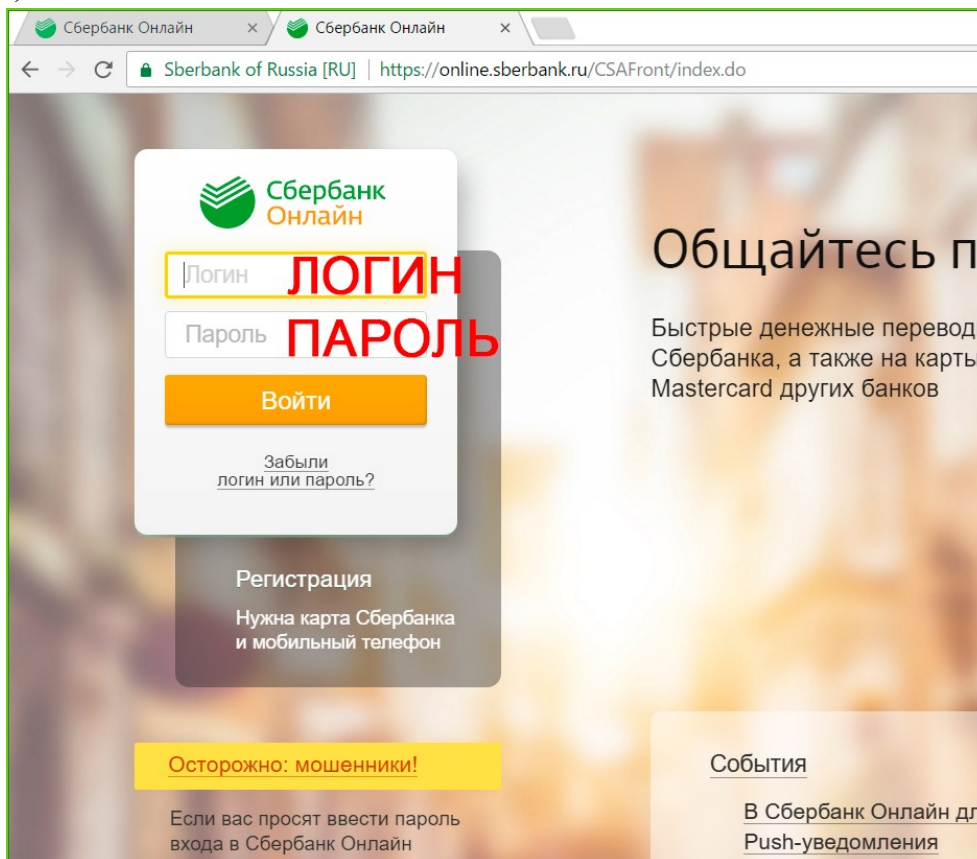 Сбербанк Онлайн
Сбербанк Онлайн
Sberbank of Russia [RU] | https://online.sberbank.ru/CSAFront/index.do
Сбербанк
Онлайн
Логин ЛОГИН
Пароль ПАРОЛЬ
Войти
Забыли
логин или пароль?
Регистрация
Нужна карта Сбербанка
и мобильный телефон
Осторожно: мошенники!
Если вас просят ввести пароль
входа в Сбербанк Онлайн
Общайтесь п
Быстрые денежные перевод
Сбербанка, а также на карты
Mastercard других банков
События
В Сбербанк Онлайн дл
Push-уведомления